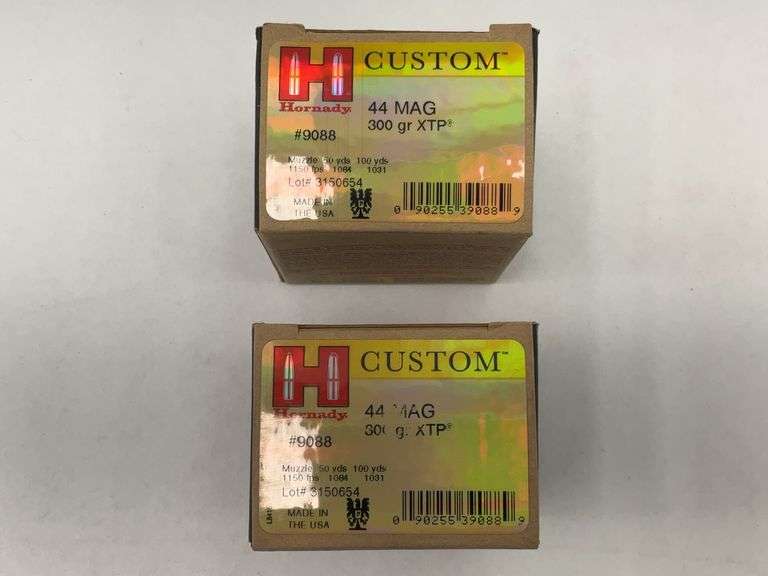 CUSTOM™
Hornady
44 MAG
300 gr XTP®
#9088
Muzzle 50 yds 100 yds
1150 fps 1084 1031
Lot# 3150654
MADE IN
THE USA
0 90255 39088 9
CUSTOM™
Hornady
44 MAG
300 gr XTP®
#9088
Muzzle 50 yds 100 yds
1150 fps 1084 1031
Lot# 3150654
MADE IN
THE USA
0 90255 39088 9